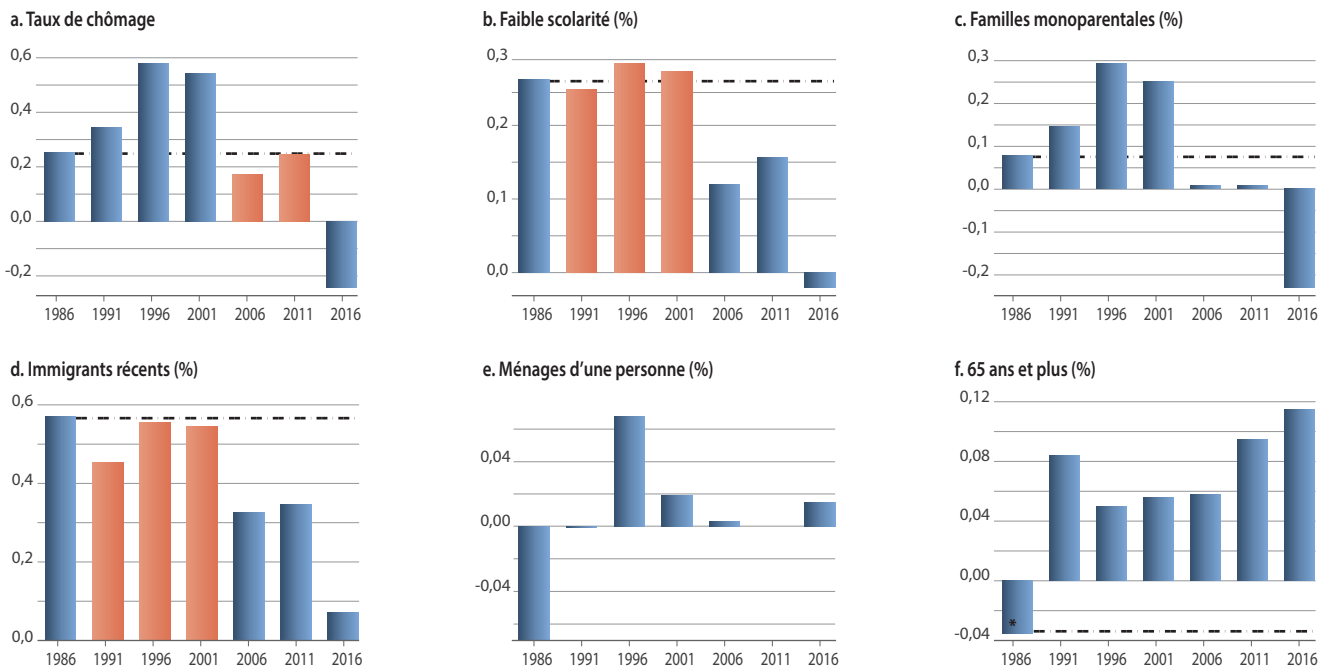 a. Taux de chômage
0,6
0,4
0,2
0,0
-0,2
1986 1991 1996 2001 2006 2011 2016
b. Faible scolarité (%)
0,3
0,2
0,1
0,0
1986 1991 1996 2001 2006 2011 2016
c. Familles monoparentales (%)
0,3
0,2
0,1
0,0
-0,1
-0,2
1986 1991 1996 2001 2006 2011 2016
d. Immigrants récents (%)
0,6
0,4
0,2
0,0
1986 1991 1996 2001 2006 2011 2016
e. Ménages d’une personne (%)
0,04
0,00
-0,04
1986 1991 1996 2001 2006 2011 2016
f. 65 ans et plus (%)
0,12
0,08
0,04
0,00
*
-0,04
1986 1991 1996 2001 2006 2011 2016